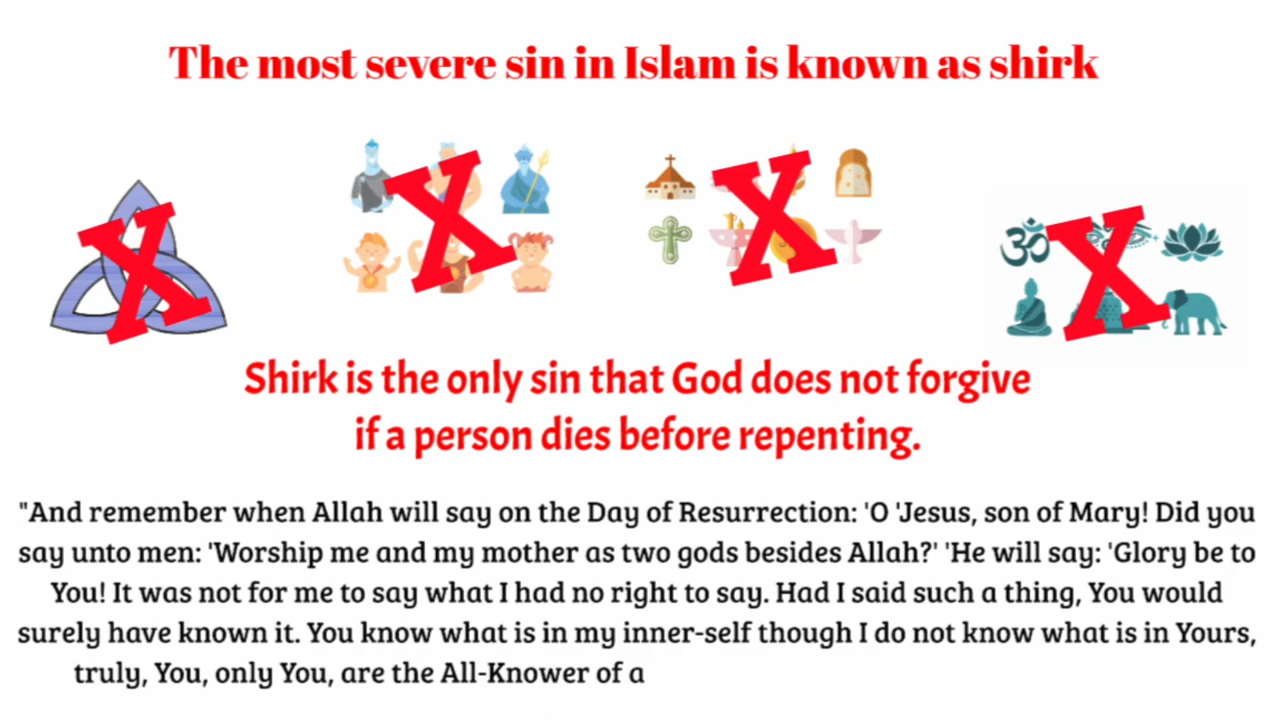 The most severe sin in Islam is known as shirk
Shirk is the only sin that God does not forgive
if a person dies before repenting.
"And remember when Allah will say on the Day of Resurrection: 'O 'Jesus, son of Mary! Did you
say unto men: 'Worship me and my mother as two gods besides Allah?' 'He will say: 'Glory be to
You! It was not for me to say what I had no right to say. Had I said such a thing, You would
surely have known it. You know what is in my inner-self though I do not know what is in Yours,
truly, You, only You, are the All-Knower of a